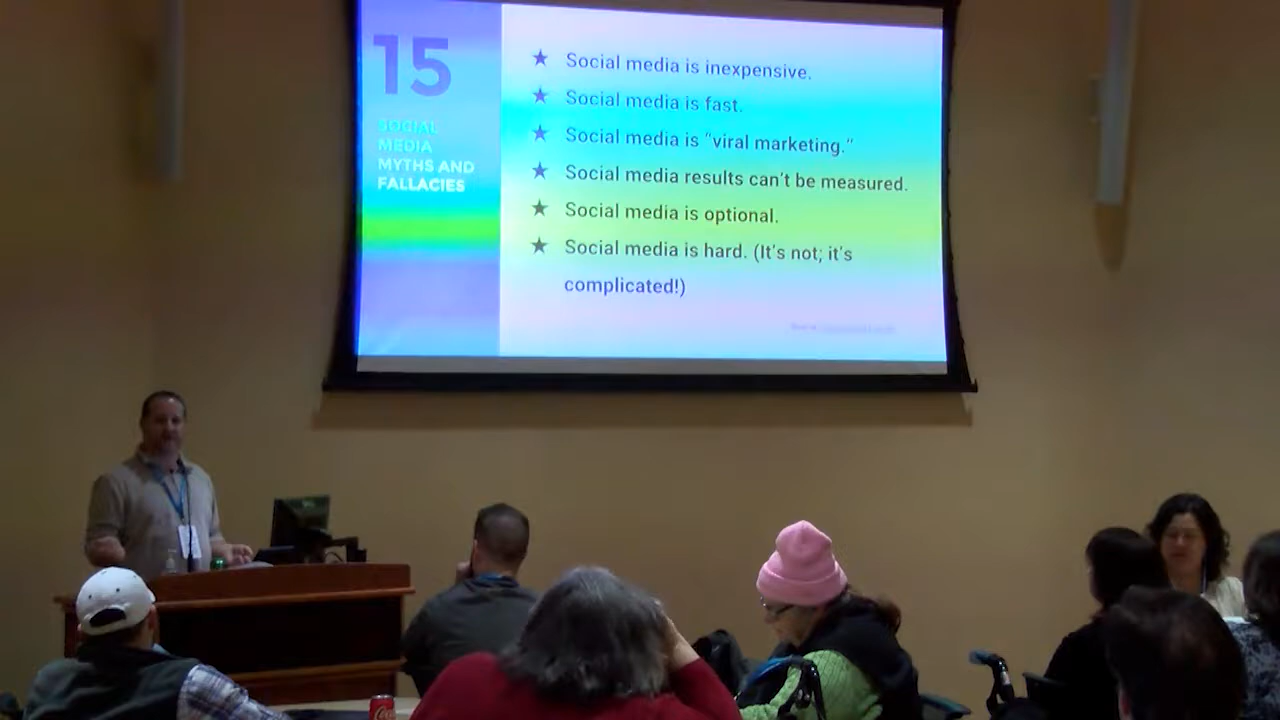 15
SOCIAL
MEDIA
MYTHS AND
FALLACIES
★ Social media is inexpensive.
★ Social media is fast.
★ Social media is “viral marketing.”
★ Social media results can't be measured.
★ Social media is optional.
★ Social media is hard. (It's not; it's
complicated!)